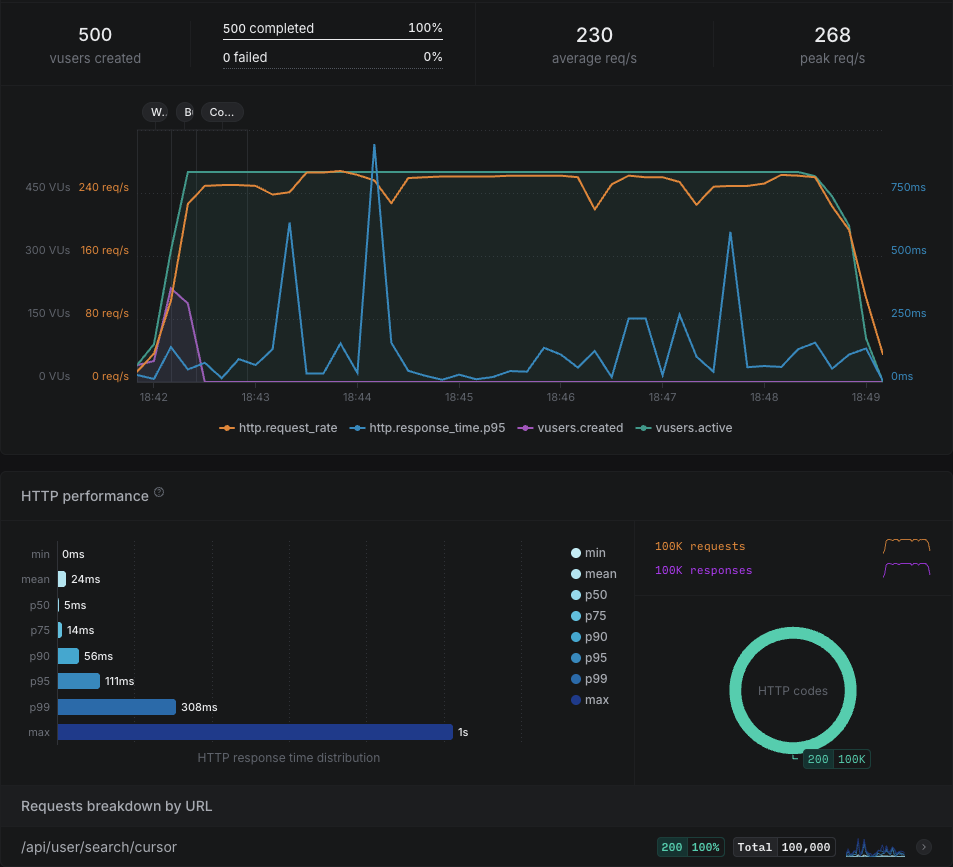 500
vusers created
500 completed 100%
0 failed 0%
230
average req/s
268
peak req/s
W.. B Co...
450 VUs 240 req/s 750ms
300 VUs 160 req/s 500ms
150 VUs 80 req/s 250ms
0 VUs 0 req/s 0ms
18:42 18:43 18:44 18:45 18:46 18:47 18:48 18:49
http.request_rate http.response_time.p95 vusers.created vusers.active
HTTP performance ?
min 0ms
mean 24ms
p50 5ms
p75 14ms
p90 56ms
p95 111ms
p99 308ms
max 1s
HTTP response time distribution
min
mean
p50
p75
p90
p95
p99
max
100K requests
100K responses
HTTP codes
200 100K
Requests breakdown by URL
/api/user/search/cursor 200 100% Total 100,000